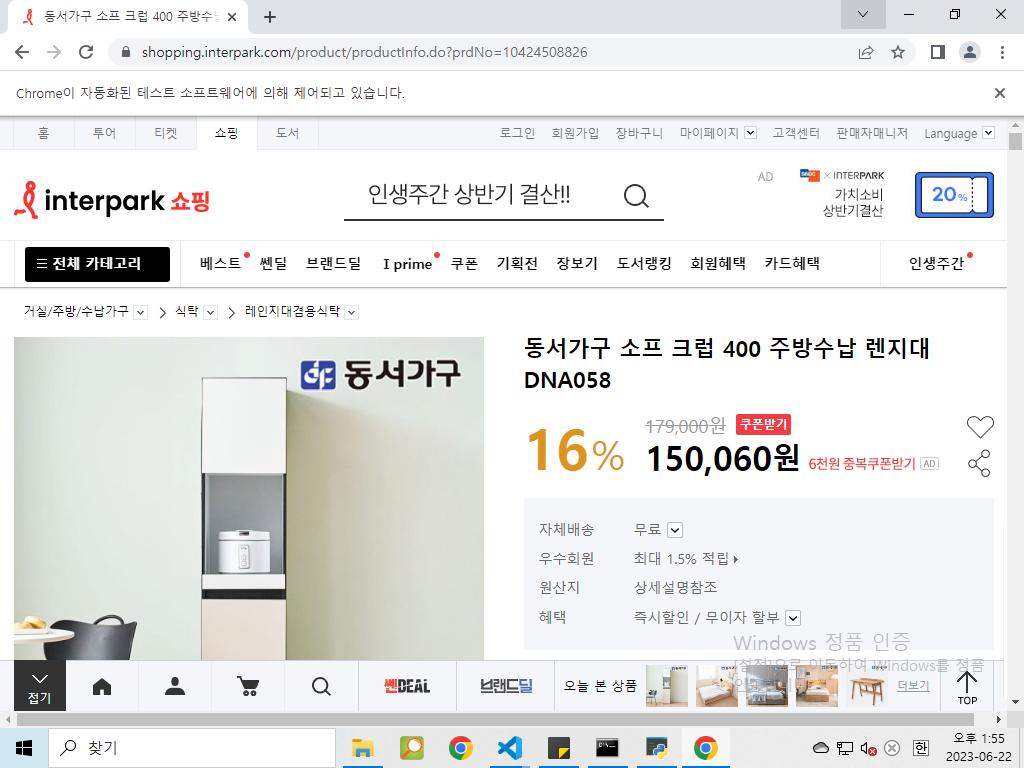 동서가구 소프 크럽 400 주방수납
shopping.interpark.com/product/productInfo.do?prdNo=10424508826
Chrome이 자동화된 테스트 소프트웨어에 의해 제어되고 있습니다.
홈 투어 티켓 쇼핑 도서 로그인 회원가입 장바구니 마이페이지 고객센터 판매자매니저 Language
interpark 쇼핑
인생주간 상반기 결산!!
AD
× INTERPARK
가치소비
상반기결산
20%
전체 카테고리 베스트 쎈딜 브랜드딜 I prime 쿠폰 기획전 장보기 도서랭킹 회원혜택 카드혜택 인생주간
거실/주방/수납가구 식탁 레인지대겸용식탁
동서가구
동서가구 소프 크럽 400 주방수납 렌지대
DNA058
16%
179,000원 쿠폰받기
150,060원 6천원 중복쿠폰받기 AD
자체배송 무료
우수회원 최대 1.5% 적립
원산지 상세설명참조
혜택 즉시할인 / 무이자 할부
Windows 정품 인증
[설정]으로 이동하여 Windows를 정품
접기
쎈DEAL
브랜드딜
오늘 본 상품
더보기
TOP
찾기
한
오후 1:55
2023-06-22